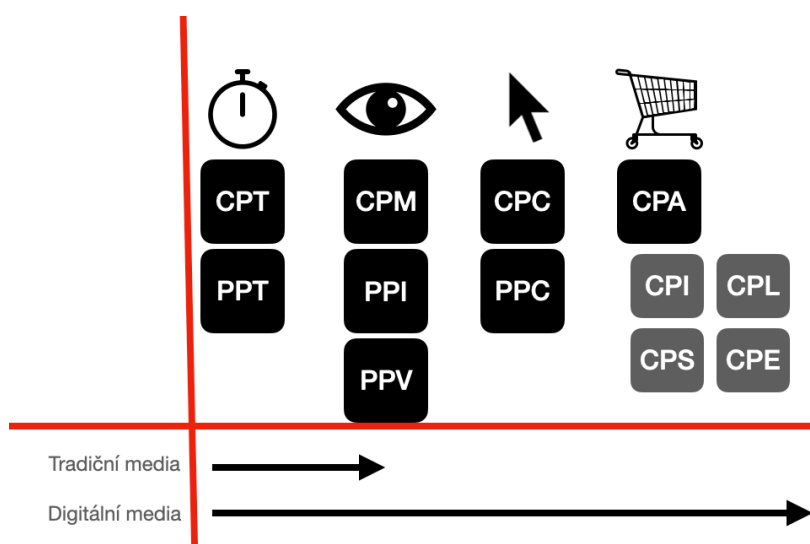 CPT CPM CPC CPA
PPT PPI PPC CPI CPL
PPV CPS CPE
Tradiční media
Digitální media